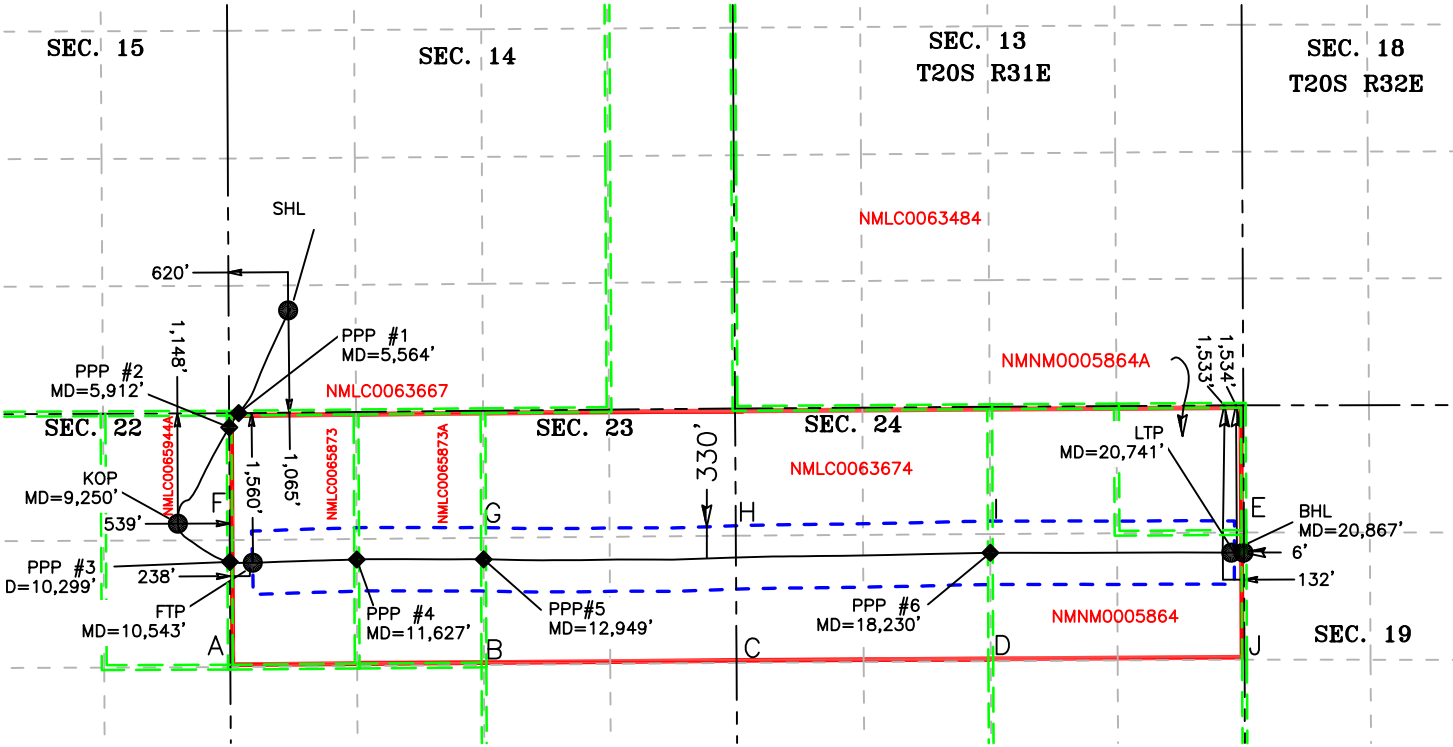 SEC. 15
SEC. 14
SEC. 13
T20S R31E
SEC. 18
T20S R32E
SHL
NMLC0063484
620'
1,148'
PPP #1
MD=5,564'
PPP #2
MD=5,912'
NMLC0063667
NMNM0005864A
1,533'
1,534'
SEC. 22
NMLC0065944A
SEC. 23
SEC. 24
NMLC0065873
NMLC0065873A
330'
LTP
MD=20,741'
NMLC0063674
KOP
MD=9,250'
1,560'
1,065'
F
G
H
I
E
539'
BHL
MD=20,867'
6'
PPP #3
D=10,299'
238'
132'
FTP
MD=10,543'
PPP #4
MD=11,627'
PPP#5
MD=12,949'
PPP #6
MD=18,230'
NMNM0005864
SEC. 19
A
B
C
D
J